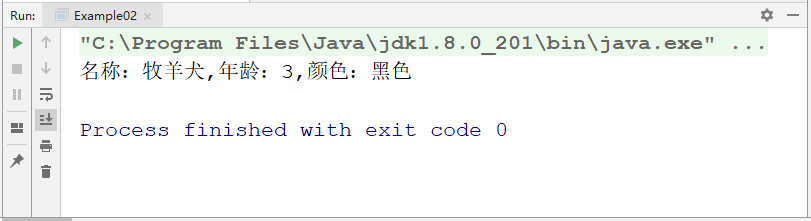 Run: Example02
"C:\Program Files\Java\jdk1.8.0_201\bin\java.exe" ...
名称：牧羊犬,年龄：3,颜色：黑色
Process finished with exit code 0